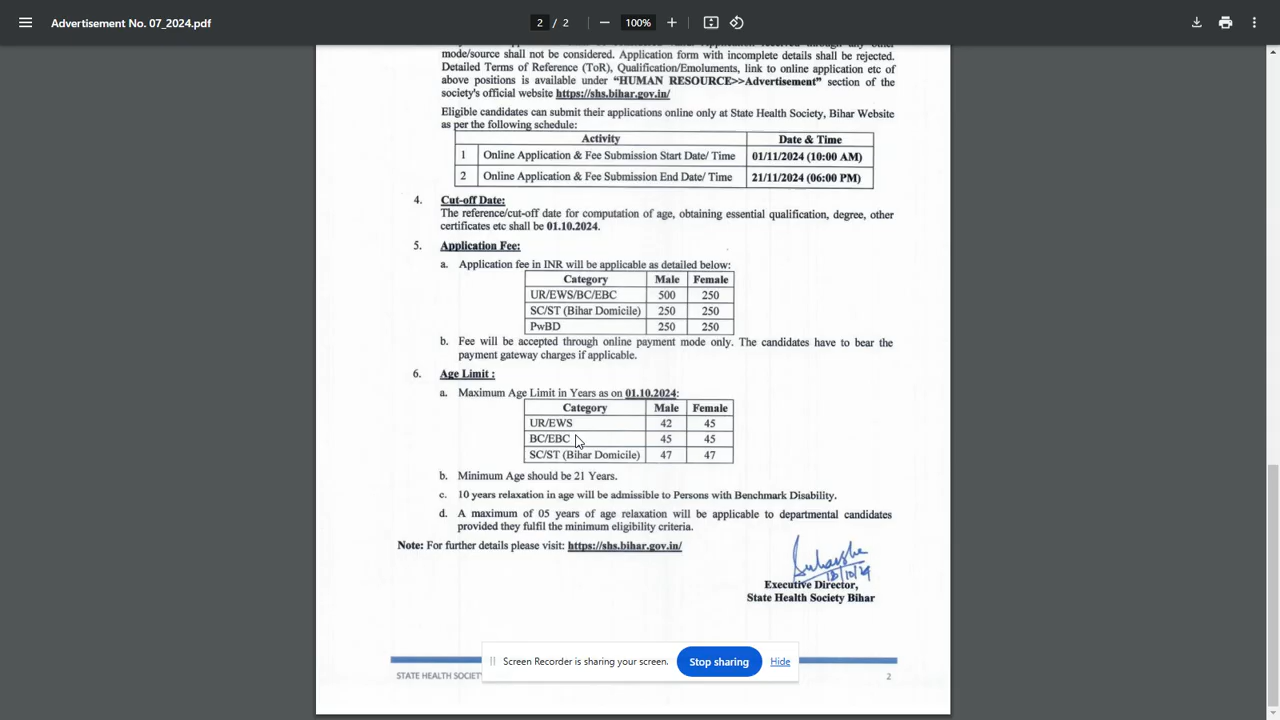 Advertisement No. 07_2024.pdf
2 / 2
100%
mode/source shall not be considered. Application form with incomplete details shall be rejected.
Detailed Terms of Reference (ToR), Qualification/Emoluments, link to online application etc of
above positions is available under “HUMAN RESOURCE>>Advertisement” section of the
society's official website https://shs.bihar.gov.in/
Eligible candidates can submit their applications online only at State Health Society, Bihar Website
as per the following schedule:
Activity Date & Time
1 Online Application & Fee Submission Start Date/ Time 01/11/2024 (10:00 AM)
2 Online Application & Fee Submission End Date/ Time 21/11/2024 (06:00 PM)
4. Cut-off Date:
The reference/cut-off date for computation of age, obtaining essential qualification, degree, other
certificates etc shall be 01.10.2024.
5. Application Fee:
a. Application fee in INR will be applicable as detailed below:
Category Male Female
UR/EWS/BC/EBC 500 250
SC/ST (Bihar Domicile) 250 250
PwBD 250 250
b. Fee will be accepted through online payment mode only. The candidates have to bear the
payment gateway charges if applicable.
6. Age Limit :
a. Maximum Age Limit in Years as on 01.10.2024:
Category Male Female
UR/EWS 42 45
BC/EBC 45 45
SC/ST (Bihar Domicile) 47 47
b. Minimum Age should be 21 Years.
c. 10 years relaxation in age will be admissible to Persons with Benchmark Disability.
d. A maximum of 05 years of age relaxation will be applicable to departmental candidates
provided they fulfil the minimum eligibility criteria.
Note: For further details please visit: https://shs.bihar.gov.in/
Executive Director,
State Health Society Bihar
Screen Recorder is sharing your screen. Stop sharing Hide
STATE HEALTH SOCIETY 2